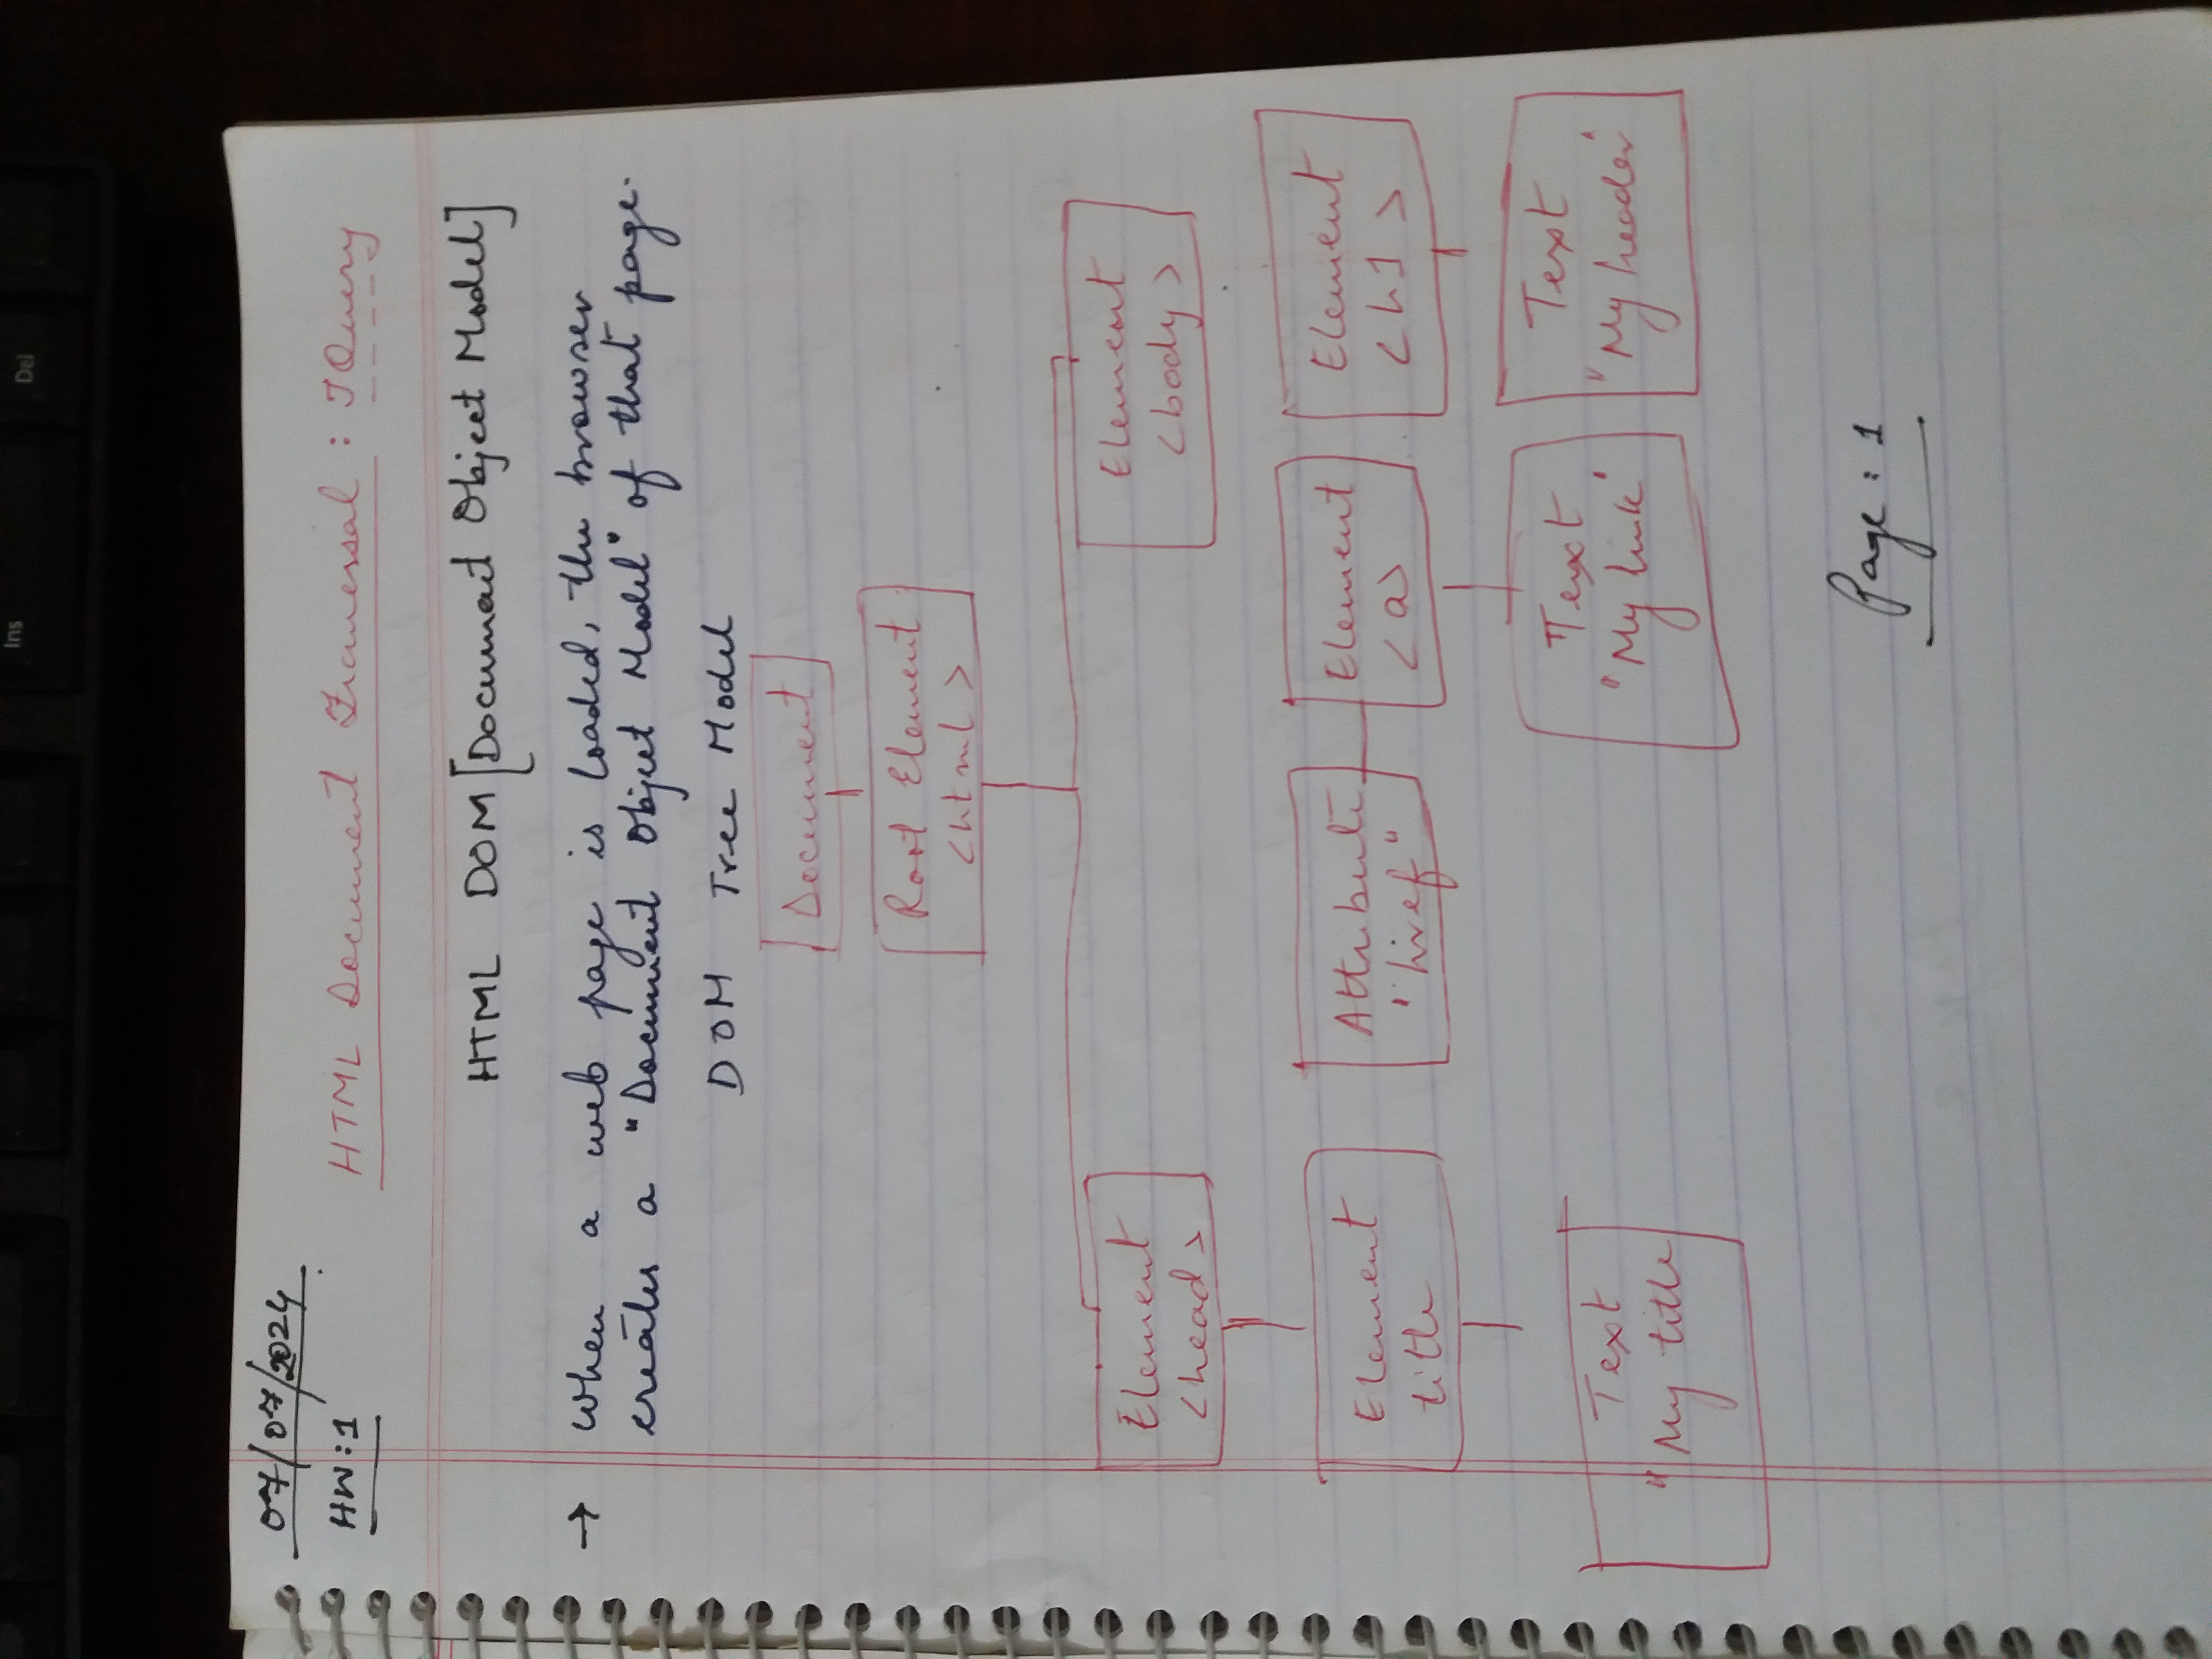 Ins
Del
07/07/2024
HW:1
HTML Document Traversal : JQuery
HTML DOM [Document Object Model]
→ When a web page is loaded, the browser
creates a "Document Object Model" of that page.
DOM Tree Model
Document
Root Element
<html>
Element
<head>
Element
<body>
Element
title
Attribute
"href"
Element
<a>
Element
<h1>
Text
"My title
Text
"My link"
Text
"My header"
Page : 1